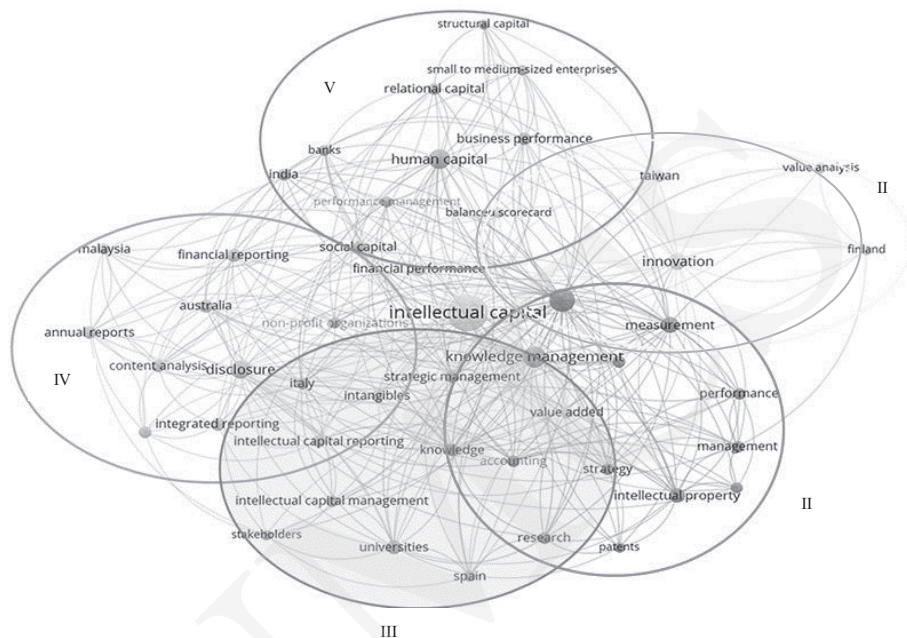 structural capital
small to medium-sized enterprises
V
relational capital
business performance
banks
human capital
india
taiwan
value analysis
II
performance management
balanced scorecard
malaysia
financial reporting
social capital
finland
financial performance
innovation
australia
intellectual capital
non-profit organizations
measurement
annual reports
knowledge management
content analysis
disclosure
strategic management
IV
italy
intangibles
performance
value added
integrated reporting
intellectual capital reporting
knowledge
accounting
management
strategy
intellectual property
intellectual capital management
II
stakeholders
universities
research
patents
spain
III